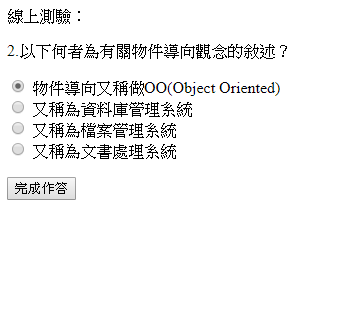 線上測驗：
2.以下何者為有關物件導向觀念的敘述？
物件導向又稱做OO(Object Oriented)
又稱為資料庫管理系統
又稱為檔案管理系統
又稱為文書處理系統
完成作答